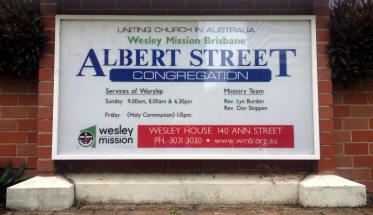 UNITING CHURCH IN AUSTRALIA
Wesley Mission Brisbane
ALBERT STREET
CONGREGATION
Services of Worship
Sunday 9.00am, 8.00am & 6.30pm
Friday (Holy Communion) 1:15pm
Ministry Team
Rev. Lyn Burden
Rev. Dan Skippen
wesley
mission
WESLEY HOUSE 140 ANN STREET
PH. 3031 3030 • www.wmb.org.au